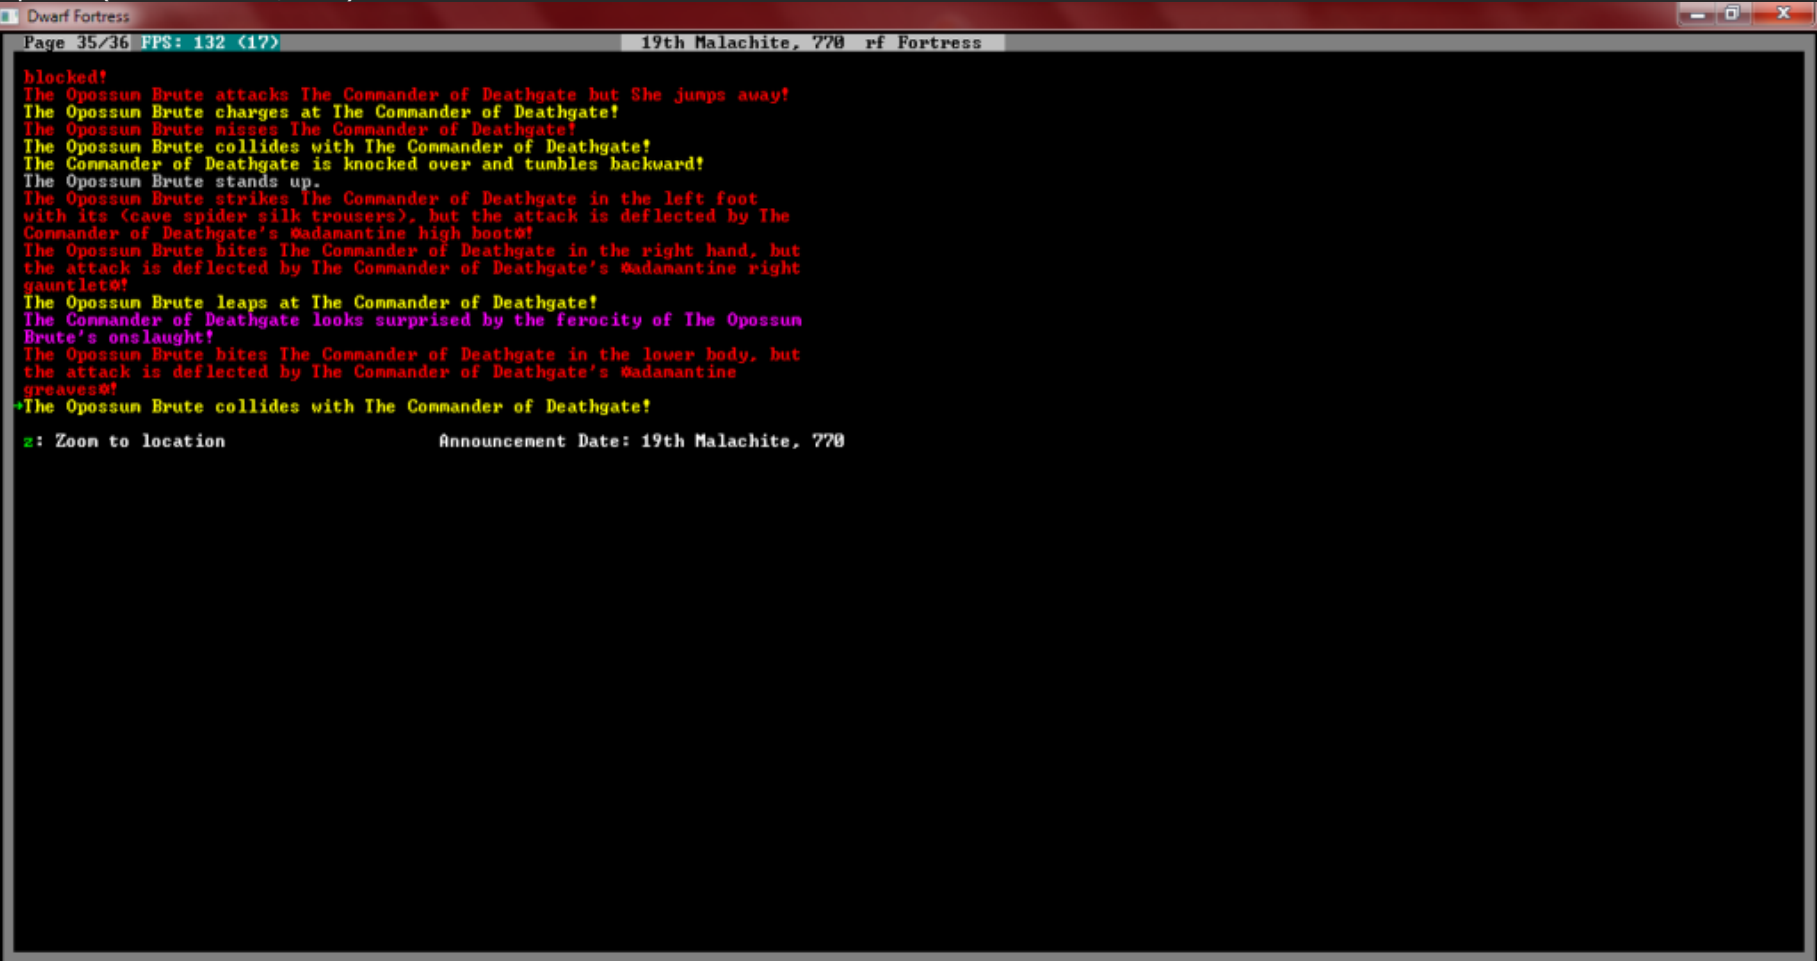 Dwarf Fortress
Page 35/36 FPS: 132 (17) 19th Malachite, 770 rf Fortress
blocked!
The Opossum Brute attacks The Commander of Deathgate but She jumps away!
The Opossum Brute charges at The Commander of Deathgate!
The Opossum Brute misses The Commander of Deathgate!
The Opossum Brute collides with The Commander of Deathgate!
The Commander of Deathgate is knocked over and tumbles backward!
The Opossum Brute stands up.
The Opossum Brute strikes The Commander of Deathgate in the left foot
with its (cave spider silk trousers), but the attack is deflected by The
Commander of Deathgate's ☼adamantine high boot☼!
The Opossum Brute bites The Commander of Deathgate in the right hand, but
the attack is deflected by The Commander of Deathgate's ☼adamantine right
gauntlet☼!
The Opossum Brute leaps at The Commander of Deathgate!
The Commander of Deathgate looks surprised by the ferocity of The Opossum
Brute's onslaught!
The Opossum Brute bites The Commander of Deathgate in the lower body, but
the attack is deflected by The Commander of Deathgate's ☼adamantine
greaves☼!
→The Opossum Brute collides with The Commander of Deathgate!
z: Zoom to location Announcement Date: 19th Malachite, 770